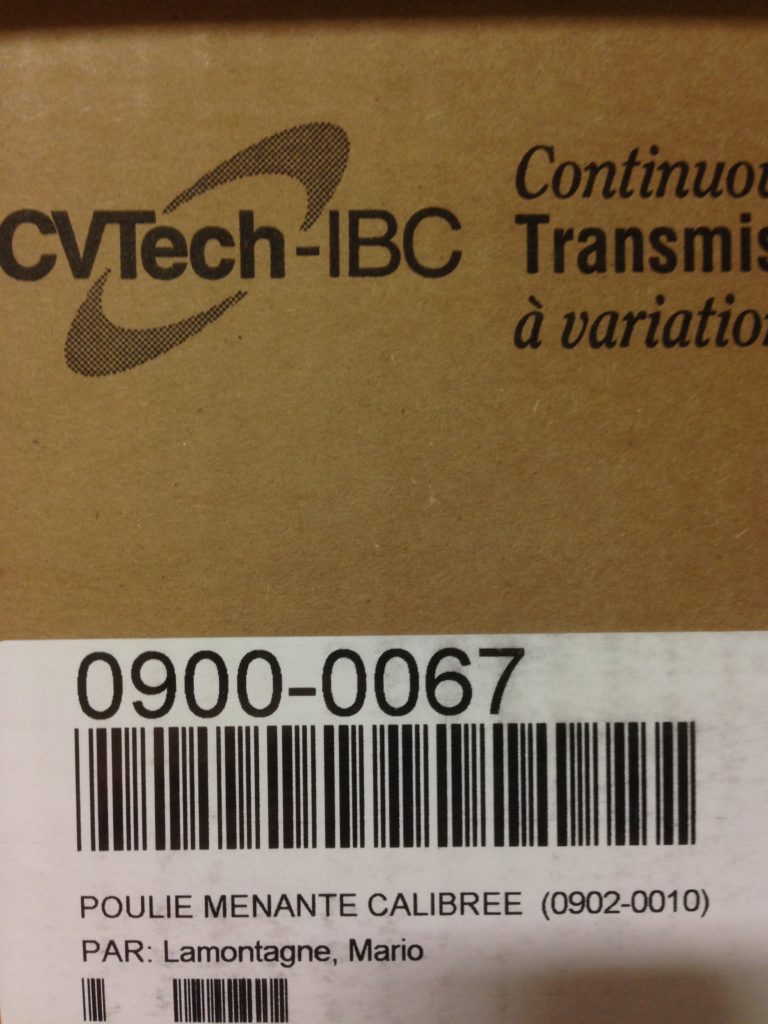 CVTech-IBC
Continuou
Transmis
à variation
0900-0067
POULIE MENANTE CALIBREE (0902-0010)
PAR: Lamontagne, Mario